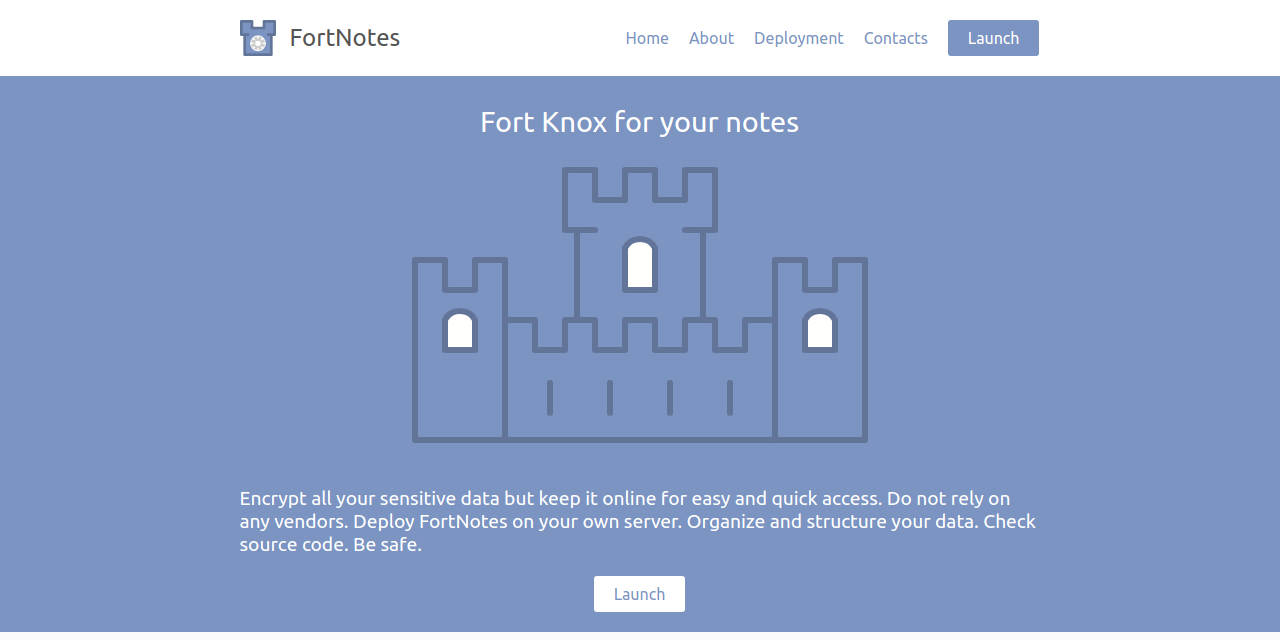 FortNotes
Home About Deployment Contacts Launch
Fort Knox for your notes
Encrypt all your sensitive data but keep it online for easy and quick access. Do not rely on
any vendors. Deploy FortNotes on your own server. Organize and structure your data. Check
source code. Be safe.
Launch